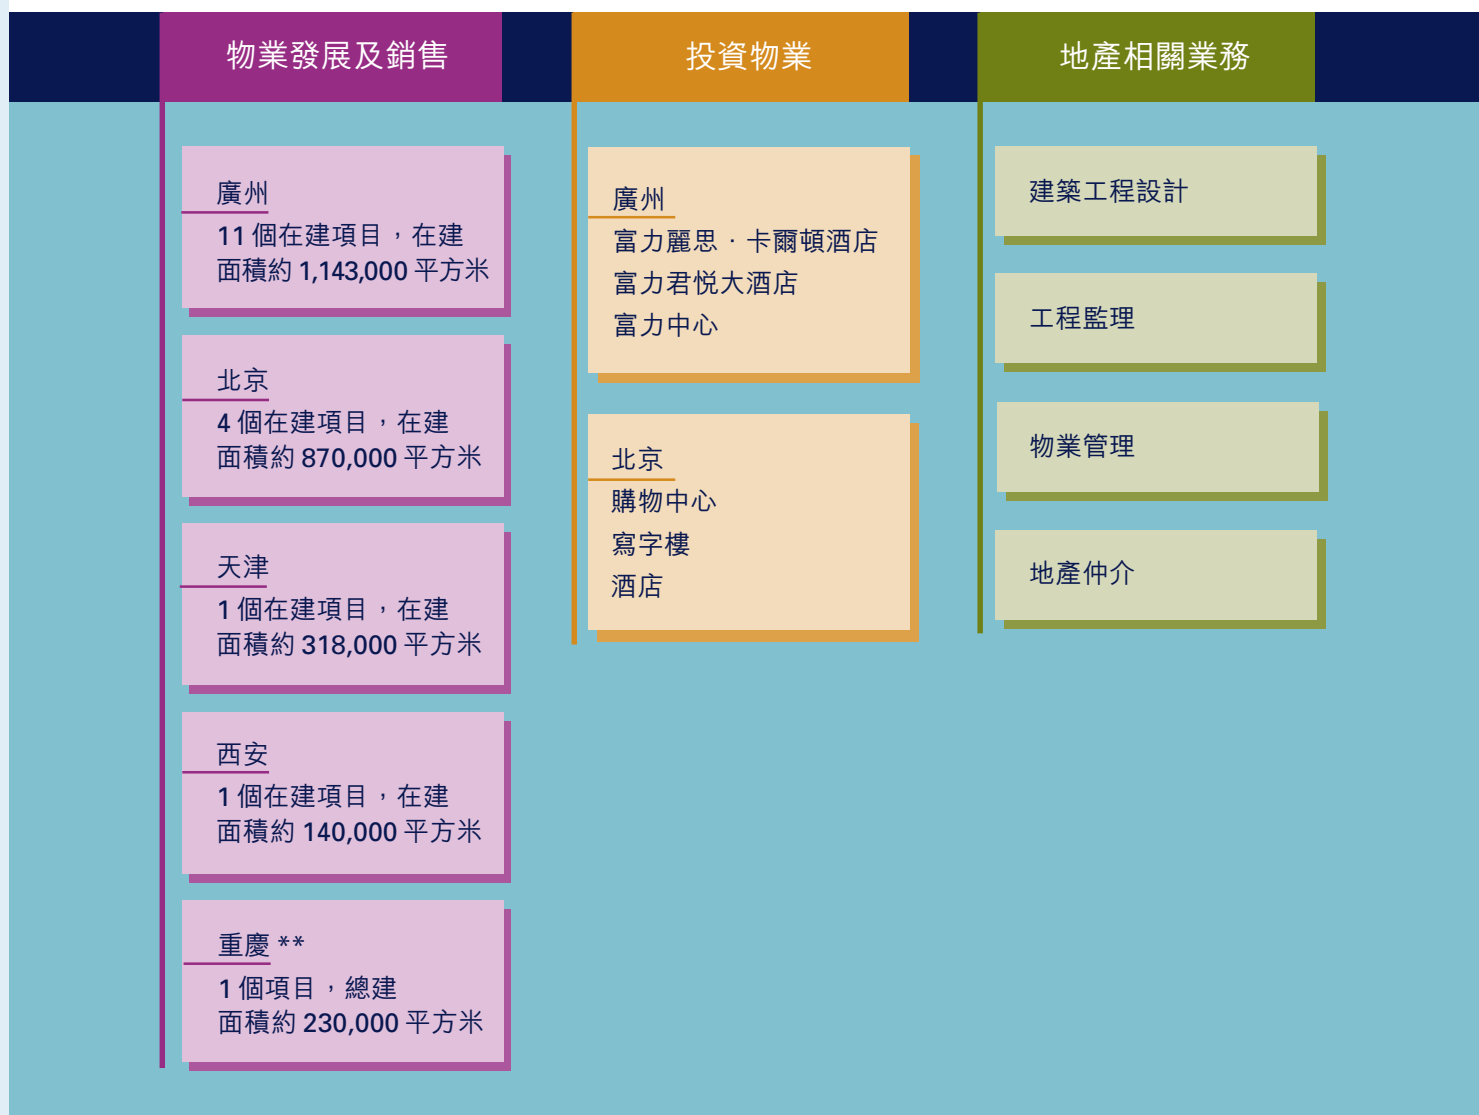 物業發展及銷售
廣州
11 個在建項目，在建
面積約 1,143,000 平方米
北京
4 個在建項目，在建
面積約 870,000 平方米
天津
1 個在建項目，在建
面積約 318,000 平方米
西安
1 個在建項目，在建
面積約 140,000 平方米
重慶 **
1 個項目，總建
面積約 230,000 平方米
投資物業
廣州
富力麗思‧卡爾頓酒店
富力君悅大酒店
富力中心
北京
購物中心
寫字樓
酒店
地產相關業務
建築工程設計
工程監理
物業管理
地產仲介